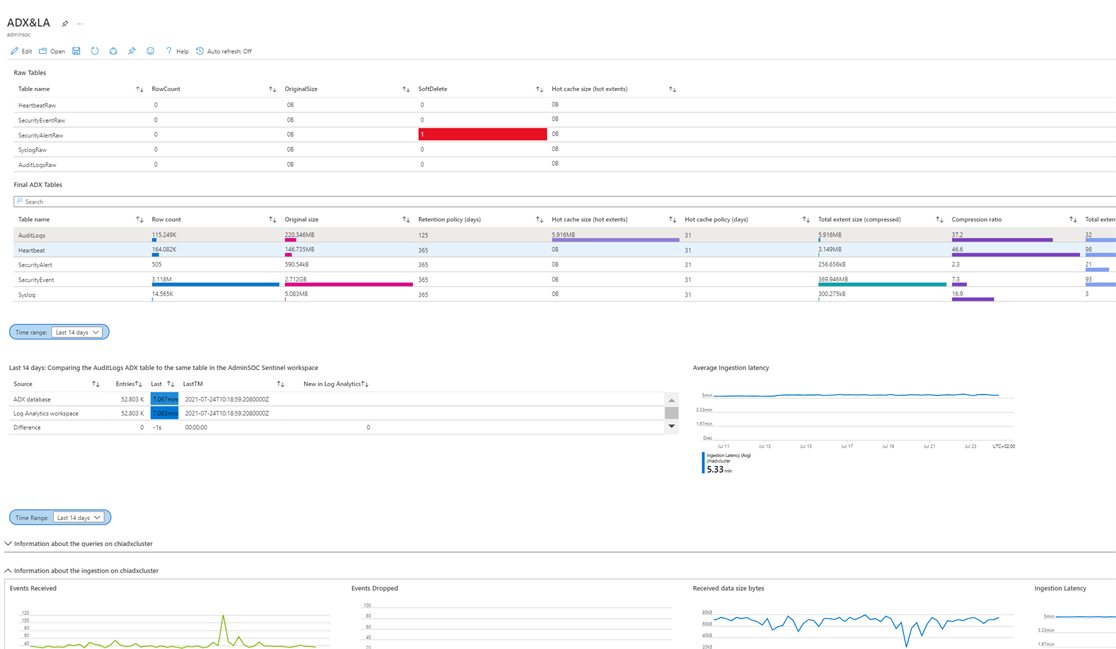 ADX&LA ...
adminsoc
Edit Open Help Auto refresh: Off
Raw Tables
Table name RowCount OriginalSize SoftDelete Hot cache size (hot extents)
HeartbeatRaw 0 0B 0 0B
SecurityEventRaw 0 0B 0 0B
SecurityAlertRaw 0 0B 1 0B
SyslogRaw 0 0B 0 0B
AuditLogsRaw 0 0B 0 0B
Final ADX Tables
Search
Table name Row count Original size Retention policy (days) Hot cache size (hot extents) Hot cache policy (days) Total extent size (compressed) Compression ratio Total exten
AuditLogs 115.249K 220.346MB 125 5.916MB 31 5.916MB 37.2 32
Heartbeat 164.082K 146.735MB 365 0B 31 3.149MB 46.6 98
SecurityAlert 505 590.54kB 365 0B 31 256.656kB 2.3 21
SecurityEvent 3.118M 2.712GB 365 0B 31 369.946MB 7.3 93
Syslog 14.565K 5.083MB 365 0B 31 300.275kB 16.9 3
Time range: Last 14 days
Last 14 days: Comparing the AuditLogs ADX table to the same table in the AdminSOC Sentinel workspace
Source Entries Last LastTM New in Log Analytics
ADX database 52.803 K 7.067min 2021-07-24T10:18:59.2080000Z
Log Analytics workspace 52.803 K 7.083min 2021-07-24T10:18:59.2080000Z
Difference 0 -1s 00:00:00 0
Average Ingestion latency
5min
3.33min
1.67min
0sec
Jul 11 Jul 13 Jul 15 Jul 17 Jul 19 Jul 21 Jul 23 UTC+02:00
Ingestion Latency (Avg)
chiadxcluster
5.33 min
Time Range: Last 14 days
Information about the queries on chiadxcluster
Information about the ingestion on chiadxcluster
Events Received
120
100
80
60
40
Events Dropped
100
80
60
40
20
Received data size bytes
80kB
60kB
40kB
20kB
Ingestion Latency
5min
3.33min
1.67min